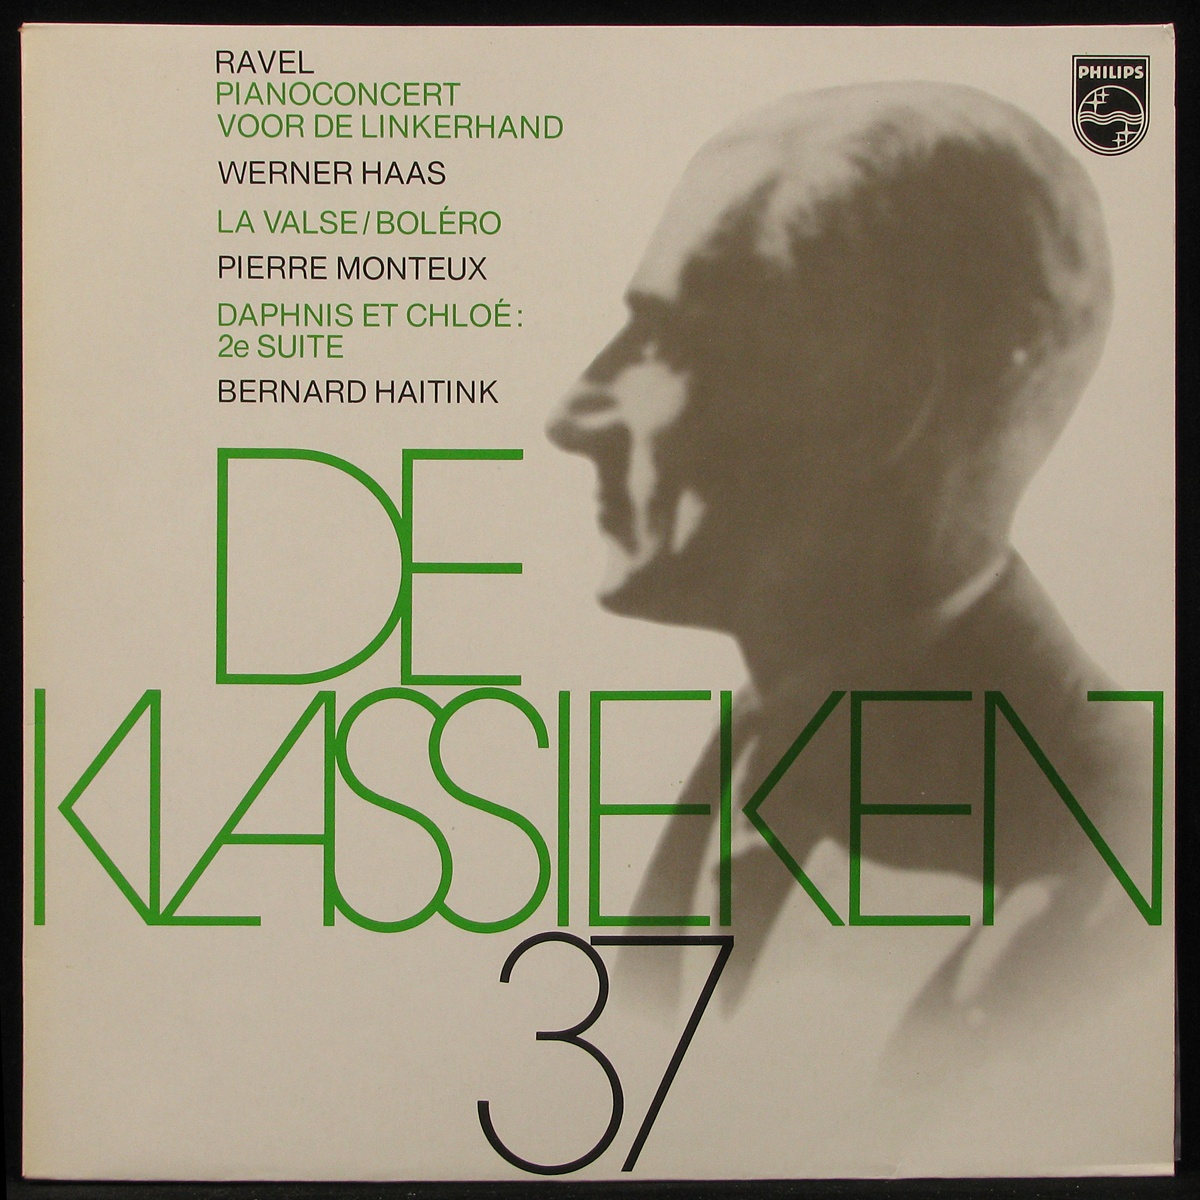 RAVEL
PIANOCONCERT
VOOR DE LINKERHAND
WERNER HAAS
LA VALSE/BOLÉRO
PIERRE MONTEUX
DAPHNIS ET CHLOÉ:
2e SUITE
BERNARD HAITINK
PHILIPS
DE
KLASSIEKEN
37